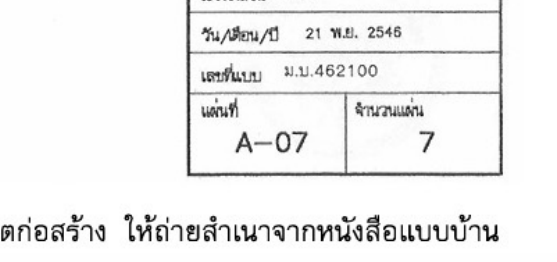 วัน/เดือน/ปี 21 พ.ย. 2546
เลขที่แบบ ม.บ.462100
แผ่นที่ จำนวนแผ่น
A-07 7
ตก่อสร้าง ให้ถ่ายสำเนาจากหนังสือแบบบ้าน